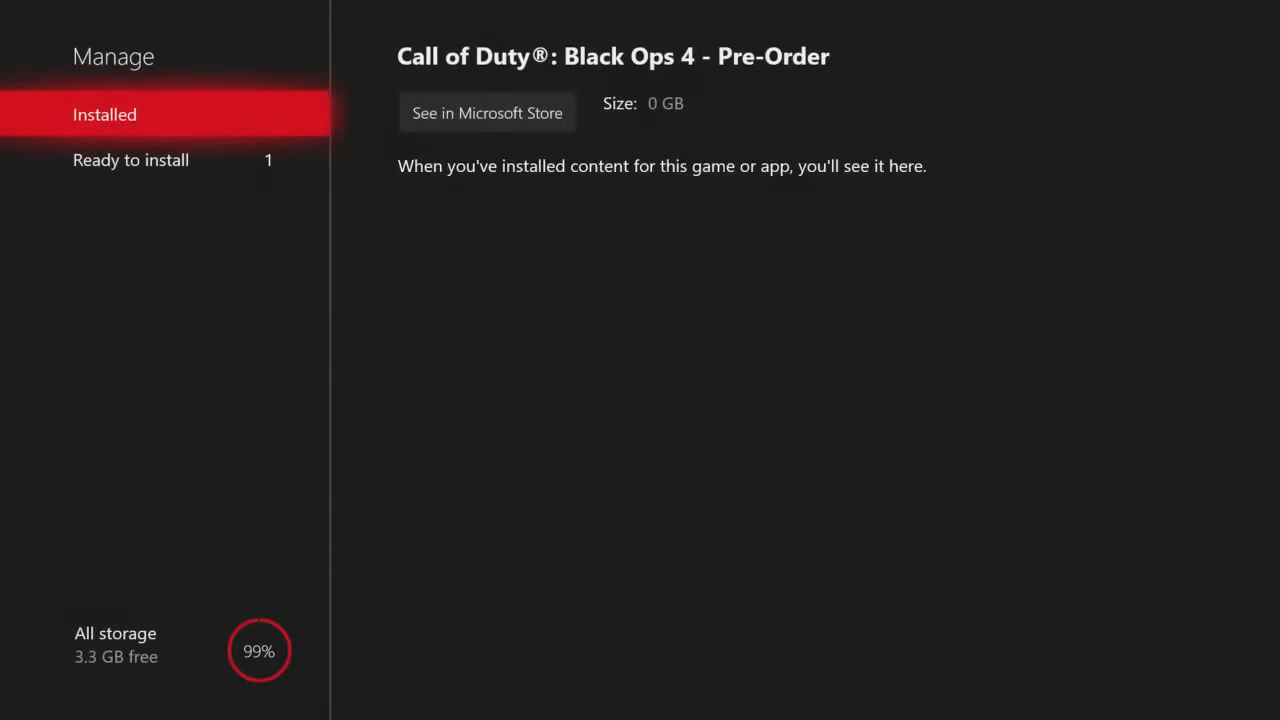 Manage
Installed
Ready to install 1
All storage
3.3 GB free
99%
Call of Duty®: Black Ops 4 - Pre-Order
See in Microsoft Store
Size: 0 GB
When you've installed content for this game or app, you'll see it here.